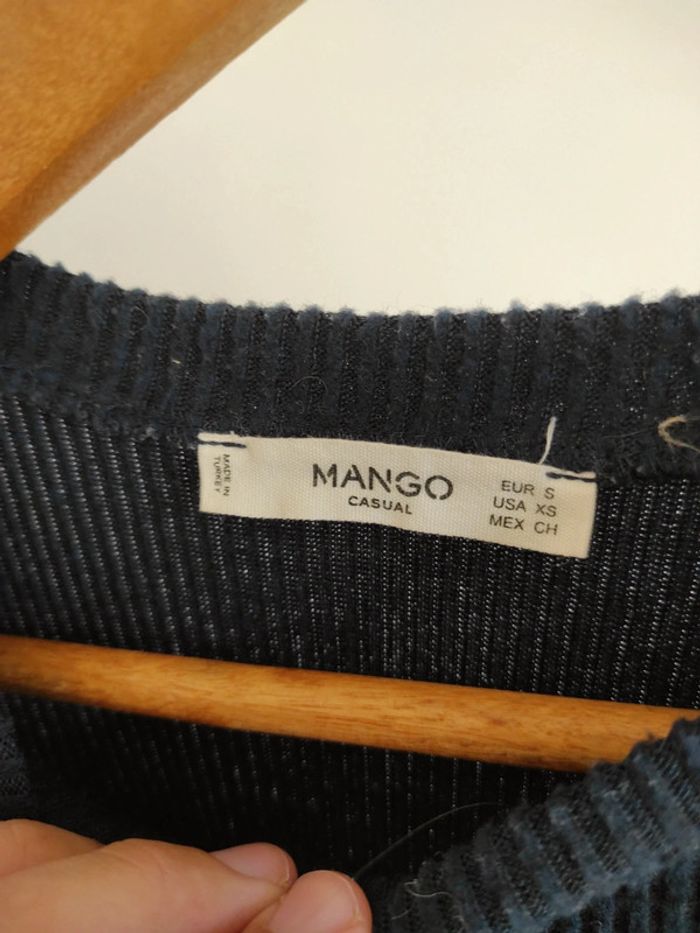 MADE IN
TURKEY
MANGO
CASUAL
EUR S
USA XS
MEX CH